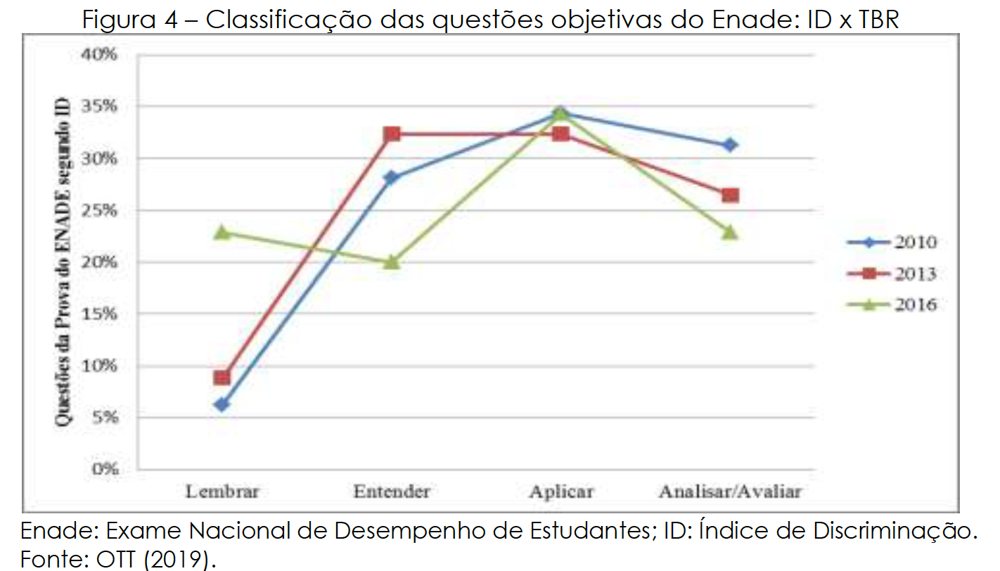 Figura 4 – Classificação das questões objetivas do Enade: ID x TBR
Questões da Prova do ENADE segundo ID
40%
35%
30%
25%
20%
15%
10%
5%
0%
Lembrar Entender Aplicar Analisar/Avaliar
2010
2013
2016
Enade: Exame Nacional de Desempenho de Estudantes; ID: Índice de Discriminação.
Fonte: OTT (2019).